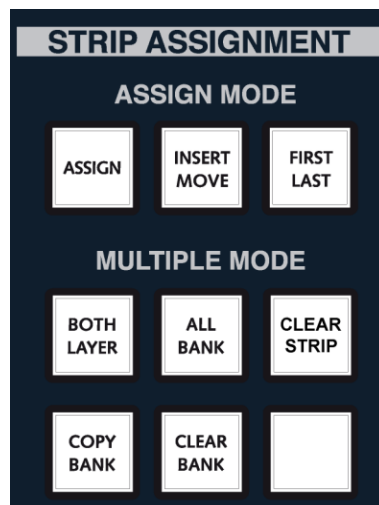 STRIP ASSIGNMENT
ASSIGN MODE
ASSIGN
INSERT
MOVE
FIRST
LAST
MULTIPLE MODE
BOTH
LAYER
ALL
BANK
CLEAR
STRIP
COPY
BANK
CLEAR
BANK